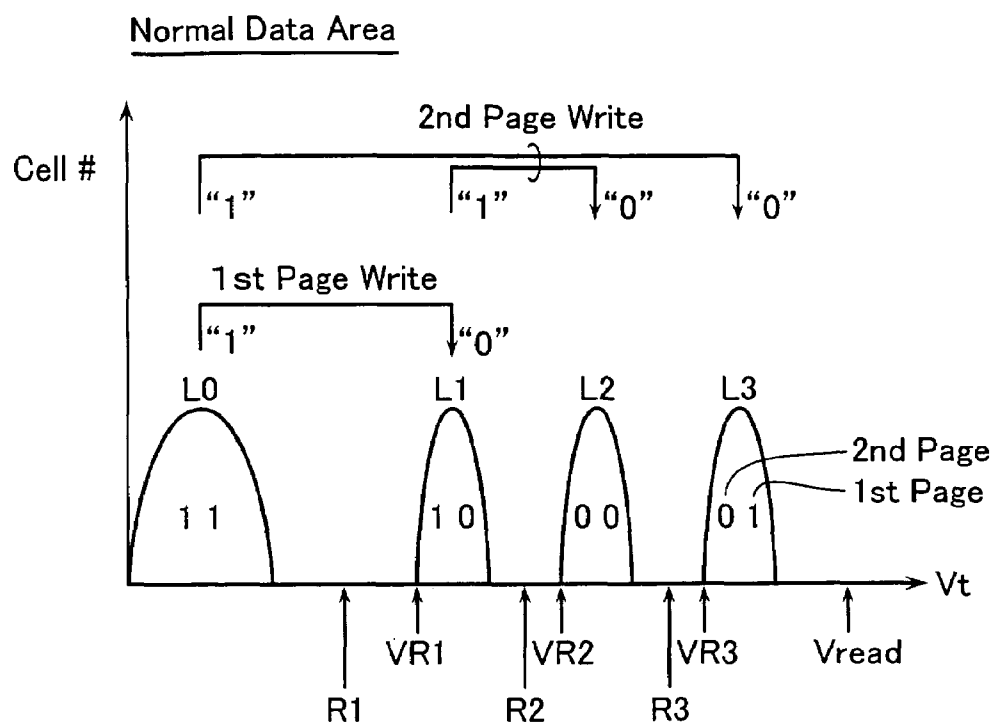 Normal Data Area
2nd Page Write
Cell #
“1” “1” “0” “0”
1st Page Write
“1” “0”
L0 L1 L2 L3
2nd Page
1st Page
1 1 1 0 0 0 0 1
Vt
VR1 VR2 VR3 Vread
R1 R2 R3